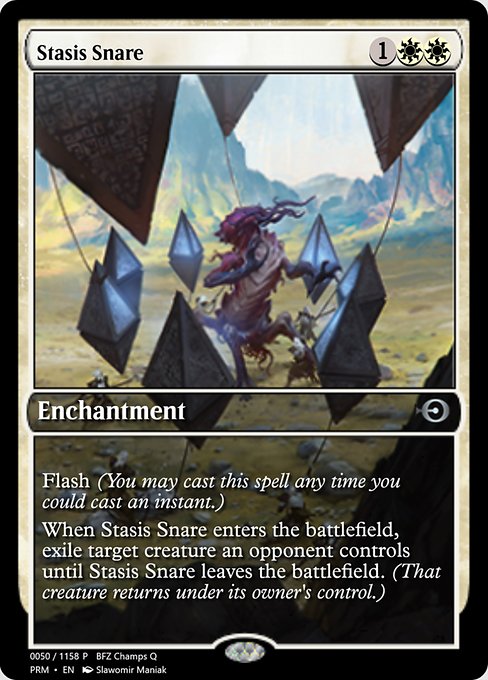 Stasis Snare 1
Enchantment
Flash (You may cast this spell any time you
could cast an instant.)
When Stasis Snare enters the battlefield,
exile target creature an opponent controls
until Stasis Snare leaves the battlefield. (That
creature returns under its owner's control.)
0050 / 1158 P BFZ Champs Q
PRM • EN Slawomir Maniak